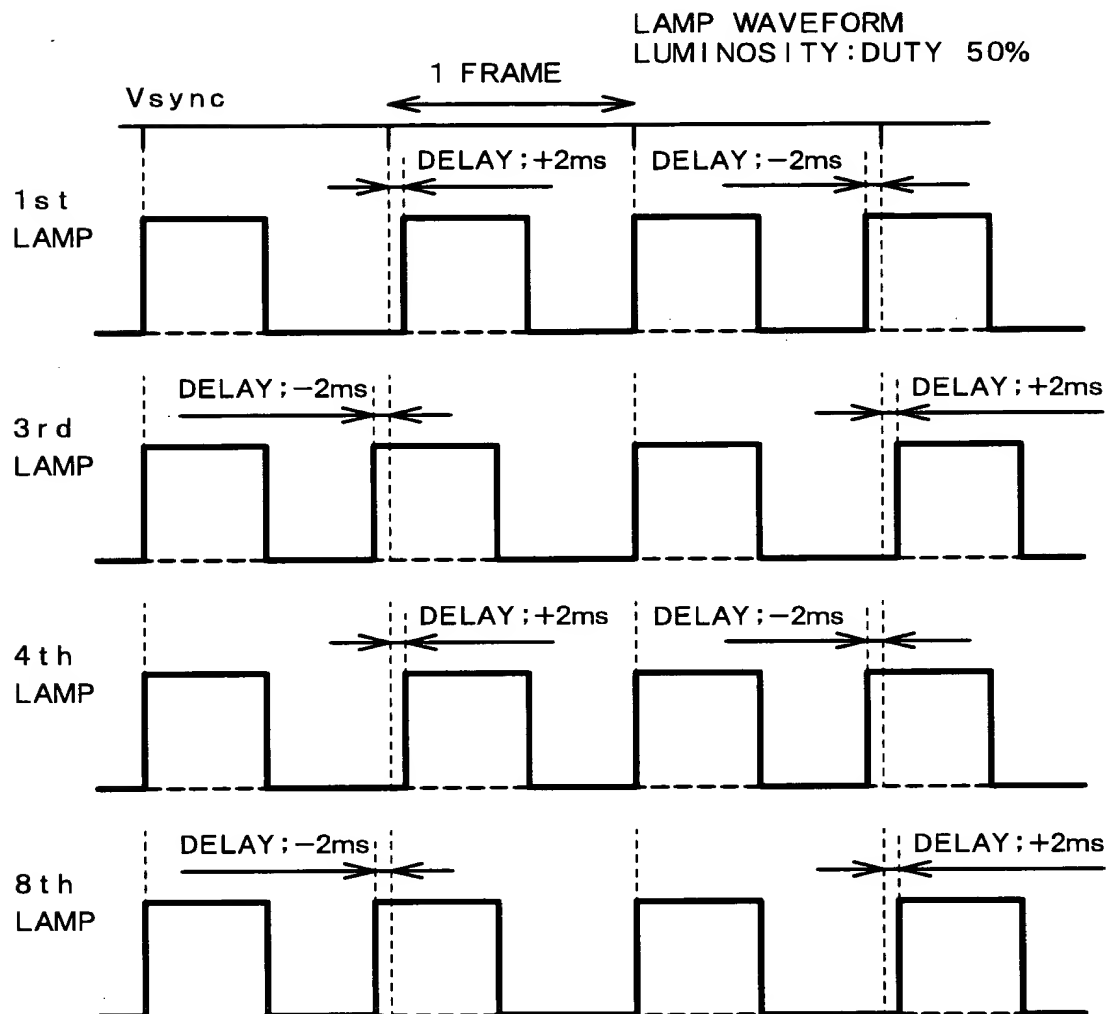 LAMP WAVEFORM
LUMINOSITY:DUTY 50%
1 FRAME
Vsync
DELAY;+2ms
DELAY;−2ms
1st
LAMP
DELAY;−2ms
DELAY;+2ms
3rd
LAMP
DELAY;+2ms
DELAY;−2ms
4th
LAMP
DELAY;−2ms
DELAY;+2ms
8th
LAMP